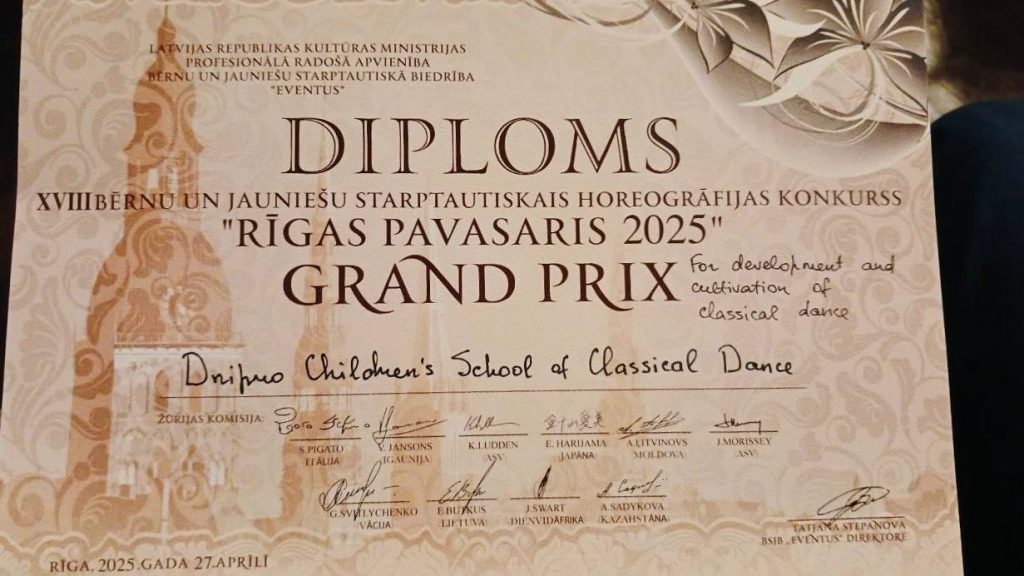 LATVIJAS REPUBLIKAS KULTŪRAS MINISTRIJAS
PROFESIONĀLĀ RADOŠĀ APVIENĪBA
BĒRNU UN JAUNIEŠU STARPTAUTISKĀ BIEDRĪBA
"EVENTUS"
DIPLOMS
XVIII BĒRNU UN JAUNIEŠU STARPTAUTISKAIS HOREOGRĀFIJAS KONKURSS
"RĪGAS PAVASARIS 2025"
GRAND PRIX
For development and
cultivation of
classical dance
Dnipro Children's School of Classical Dance
ŽŪRIJAS KOMISIJA:
S.PIGATO V. JANSONS K.LUDDEN E. HARIJAMA A.LITVINOVS J.MORISSEY
ITĀLIJA IGAUNIJA) (ASV) JAPĀNA MOLDOVA) (ASV)
G.SVITLYCHENKO E.BUTKUS J.SWART A.SADYKOVA
VĀCIJA LIETUVA DIENVIDĀFRIKA KAZAHSTĀNA
TATJANA STEPANOVA
BSJB „EVENTUS" DIREKTORE
RĪGA. 2025.GADA 27.APRĪLĪ